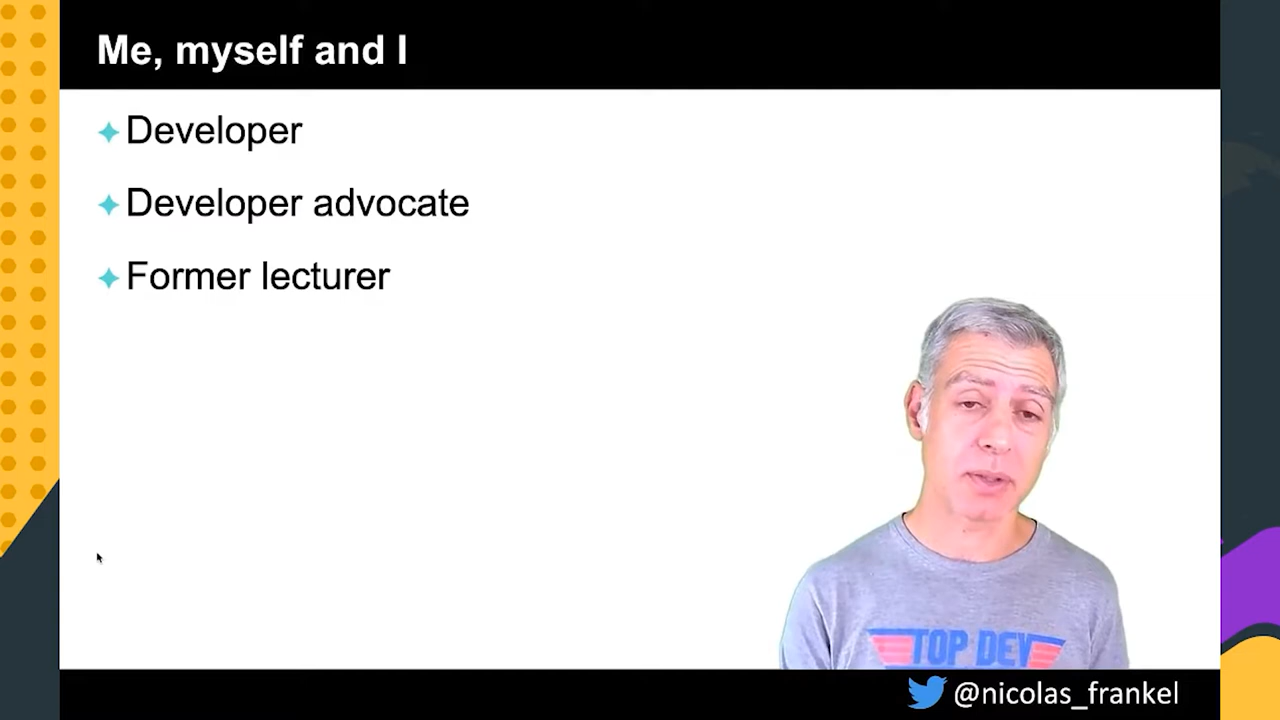 Me, myself and I
Developer
Developer advocate
Former lecturer
TOP DEV
@nicolas_frankel